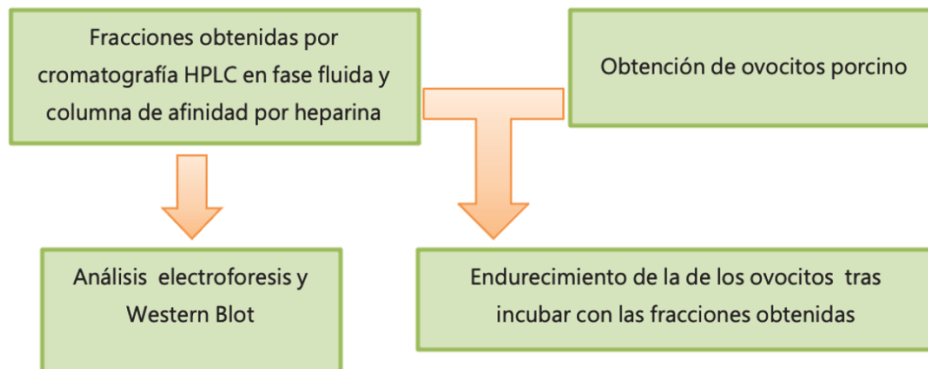 Fracciones obtenidas por
cromatografía HPLC en fase fluida y
columna de afinidad por heparina
Obtención de ovocitos porcino
Análisis electroforesis y
Western Blot
Endurecimiento de la de los ovocitos tras
incubar con las fracciones obtenidas